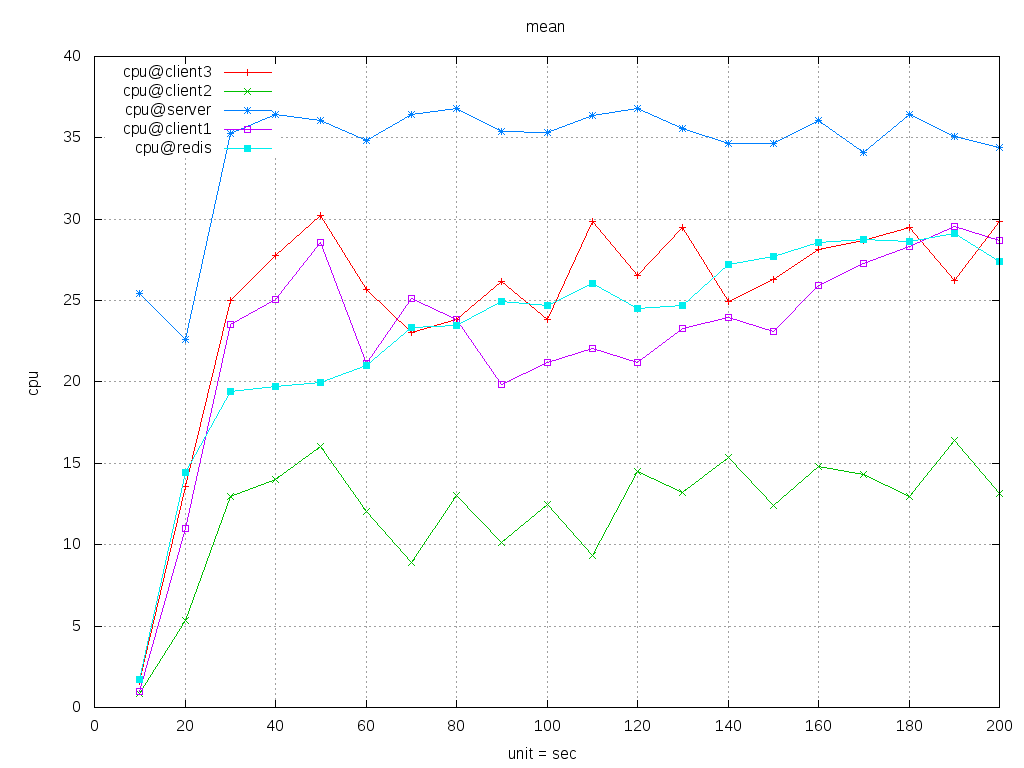 mean
40
35
30
25
20
15
10
5
0
cpu
cpu@client3
cpu@client2
cpu@server
cpu@client1
cpu@redis
0 20 40 60 80 100 120 140 160 180 200
unit = sec